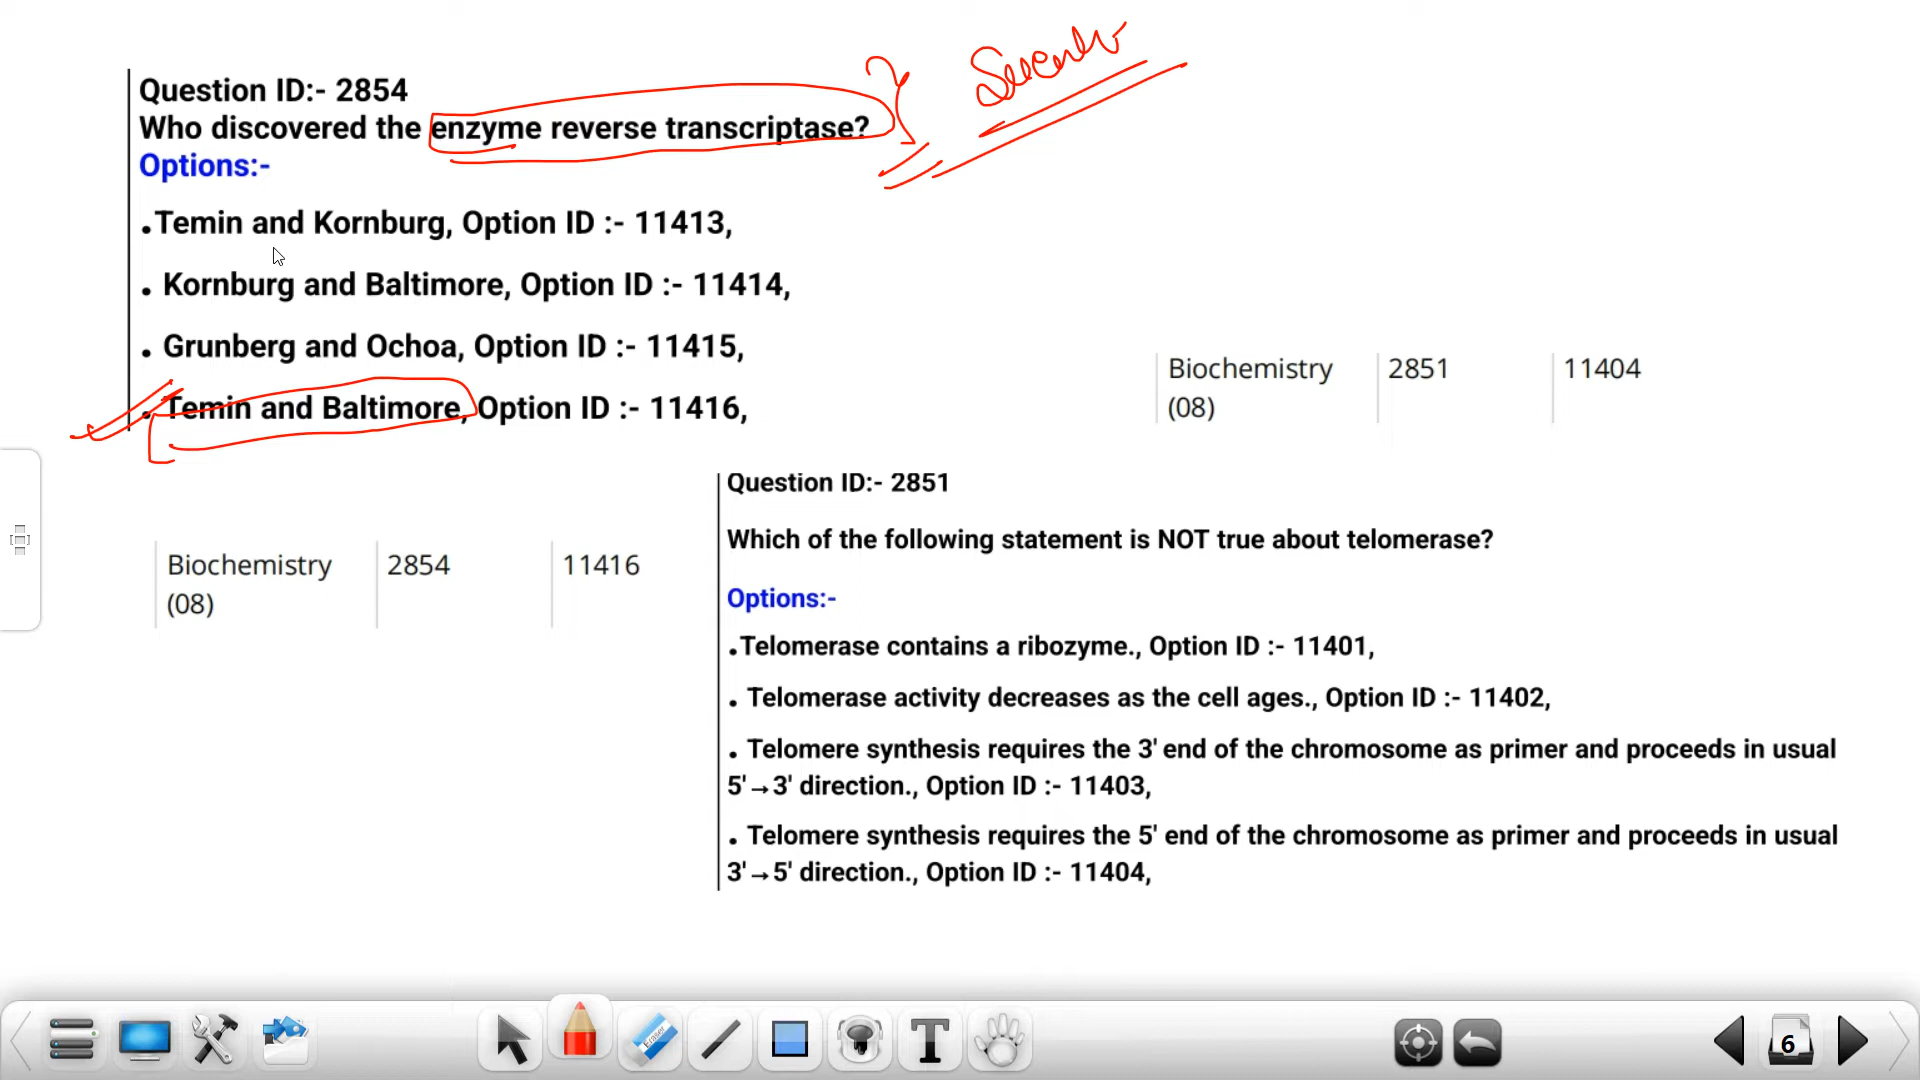 Question ID:- 2854
Who discovered the enzyme reverse transcriptase?
Options:-
.Temin and Kornburg, Option ID :- 11413,
. Kornburg and Baltimore, Option ID :- 11414,
. Grunberg and Ochoa, Option ID :- 11415,
. Temin and Baltimore, Option ID :- 11416,
Biochemistry 2854 11416
(08)
Biochemistry 2851 11404
(08)
Question ID:- 2851
Which of the following statement is NOT true about telomerase?
Options:-
.Telomerase contains a ribozyme., Option ID :- 11401,
. Telomerase activity decreases as the cell ages., Option ID :- 11402,
. Telomere synthesis requires the 3' end of the chromosome as primer and proceeds in usual
5'→3' direction., Option ID :- 11403,
. Telomere synthesis requires the 5' end of the chromosome as primer and proceeds in usual
3'→5' direction., Option ID :- 11404,
Eraser
T
6